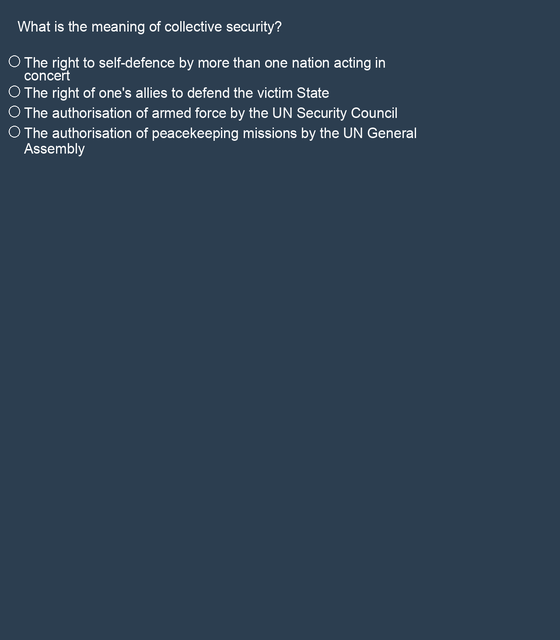 What is the meaning of collective security?
The right to self-defence by more than one nation acting in
concert
The right of one's allies to defend the victim State
The authorisation of armed force by the UN Security Council
The authorisation of peacekeeping missions by the UN General
Assembly